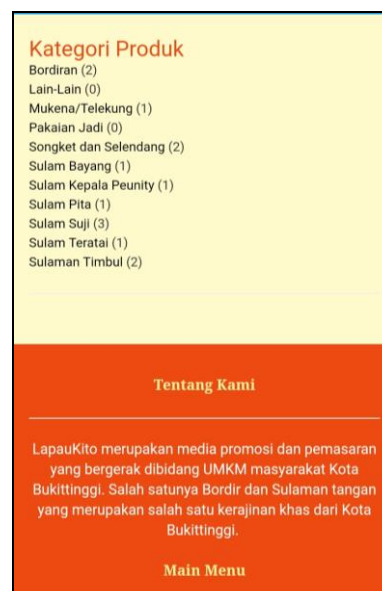 Kategori Produk
Bordiran (2)
Lain-Lain (0)
Mukena/Telekung (1)
Pakaian Jadi (0)
Songket dan Selendang (2)
Sulam Bayang (1)
Sulam Kepala Peunity (1)
Sulam Pita (1)
Sulam Suji (3)
Sulam Teratai (1)
Sulaman Timbul (2)
Tentang Kami
LapauKito merupakan media promosi dan pemasaran
yang bergerak dibidang UMKM masyarakat Kota
Bukittinggi. Salah satunya Bordir dan Sulaman tangan
yang merupakan salah satu kerajinan khas dari Kota
Bukittinggi.
Main Menu